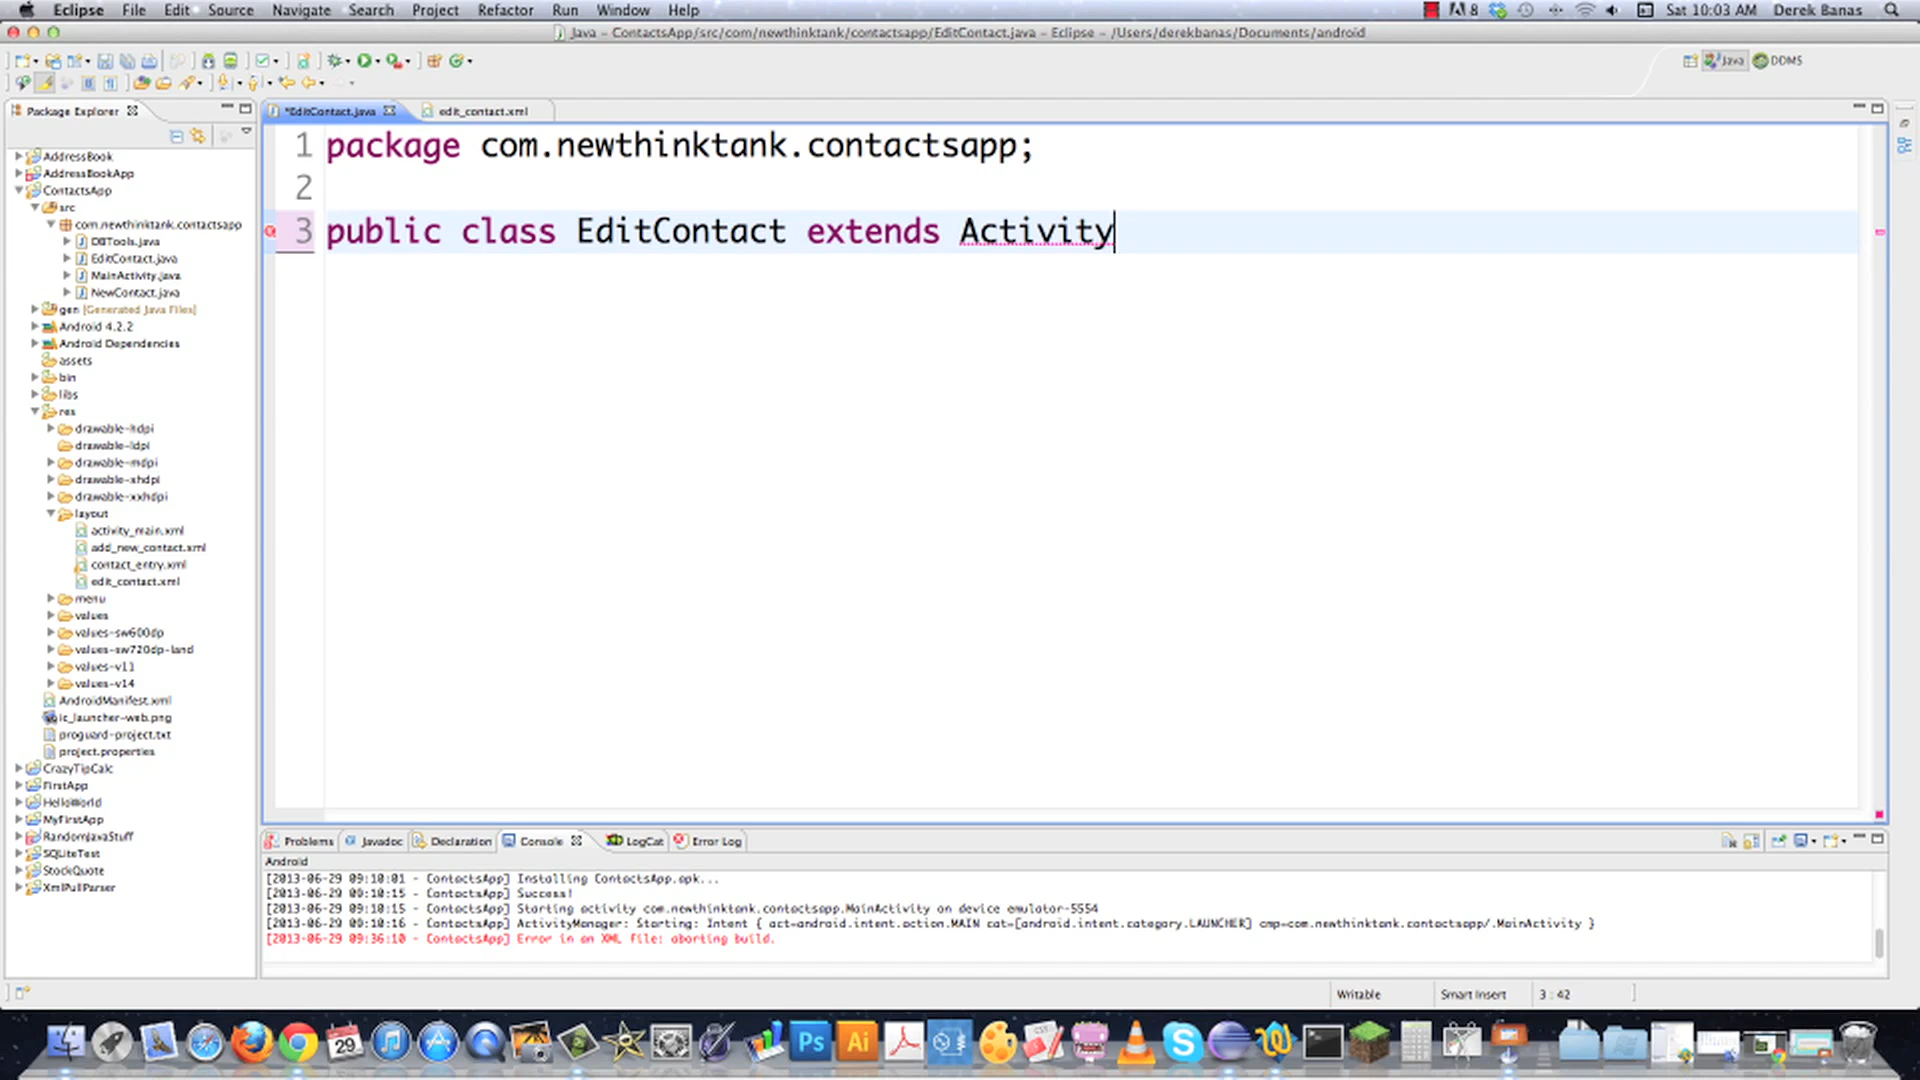 Eclipse File Edit Source Navigate Search Project Refactor Run Window Help
8 Sat 10:03 AM Derek Banas
Java – ContactsApp/src/com/newthinktank/contactsapp/EditContact.java – Eclipse – /Users/derekbanas/Documents/android
Java DDMS
Package Explorer
*EditContact.java edit_contact.xml
AddressBook
AddressBookApp
ContactsApp
src
com.newthinktank.contactsapp
DBTools.java
EditContact.java
MainActivity.java
NewContact.java
gen [Generated Java Files]
Android 4.2.2
Android Dependencies
assets
bin
libs
res
drawable-hdpi
drawable-ldpi
drawable-mdpi
drawable-xhdpi
drawable-xxhdpi
layout
activity_main.xml
add_new_contact.xml
contact_entry.xml
edit_contact.xml
menu
values
values-sw600dp
values-sw720dp-land
values-v11
values-v14
AndroidManifest.xml
ic_launcher-web.png
proguard-project.txt
project.properties
CrazyTipCalc
FirstApp
HelloWorld
MyFirstApp
RandomJavaStuff
SQLiteTest
StockQuote
XmlPullParser
1 package com.newthinktank.contactsapp;
2
3 public class EditContact extends Activity
Problems Javadoc Declaration Console LogCat Error Log
Android
[2013-06-29 09:10:01 - ContactsApp] Installing ContactsApp.apk...
[2013-06-29 09:10:15 - ContactsApp] Success!
[2013-06-29 09:10:15 - ContactsApp] Starting activity com.newthinktank.contactsapp.MainActivity on device emulator-5554
[2013-06-29 09:10:16 - ContactsApp] ActivityManager: Starting: Intent { act=android.intent.action.MAIN cat=[android.intent.category.LAUNCHER] cmp=com.newthinktank.contactsapp/.MainActivity }
[2013-06-29 09:36:10 - ContactsApp] Error in an XML file: aborting build.
Writable Smart Insert 3 : 42
29 Ps Ai